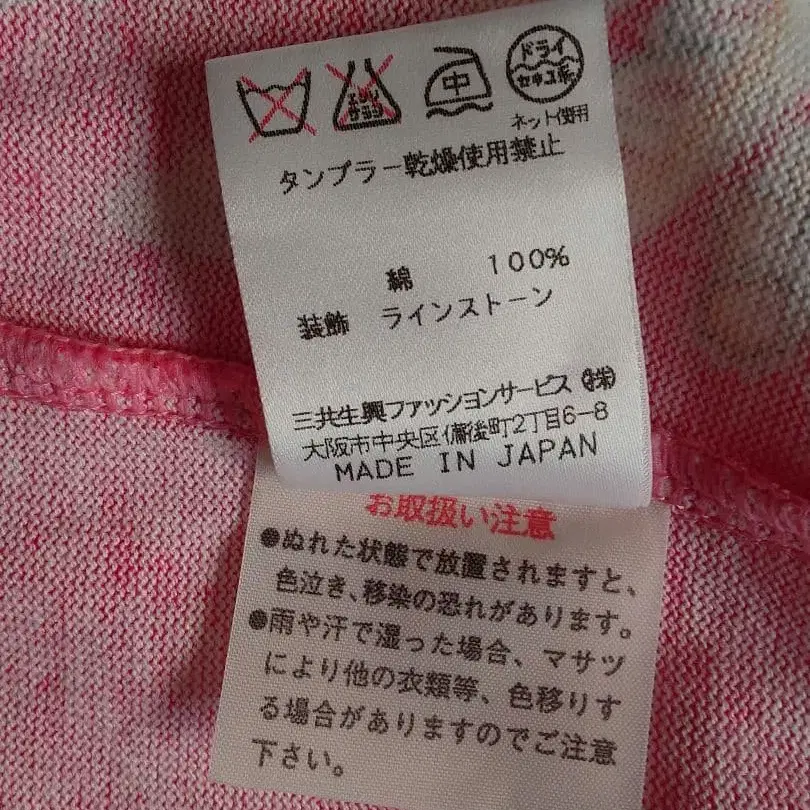 エンソ
サラシ
中
ドライ
セキユ系
ネット使用
タンブラー乾燥使用禁止
綿 100%
装飾 ラインストーン
三共生興ファッションサービス ㈱
大阪市中央区備後町2丁目6-8
MADE IN JAPAN
お取扱い注意
●ぬれた状態で放置されますと、
色泣き、移染の恐れがあります。
●雨や汗で湿った場合、マサツ
により他の衣類等、色移りす
る場合がありますのでご注意
下さい。